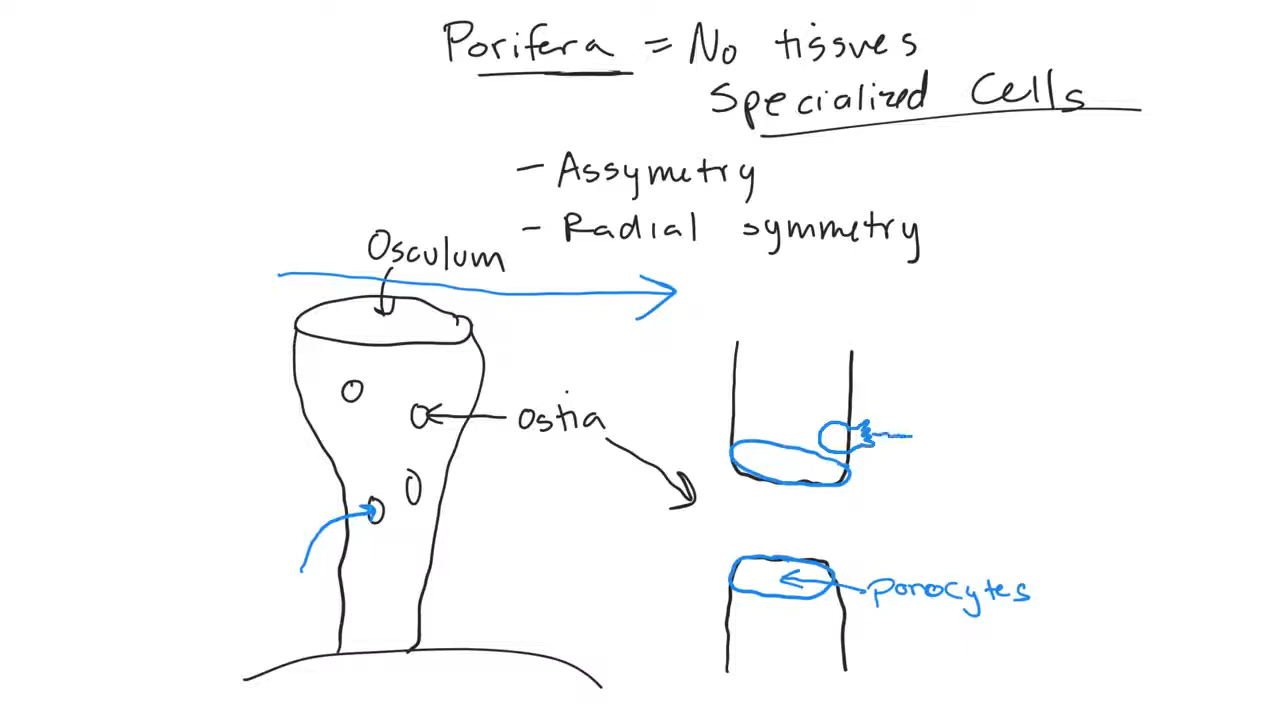 Porifera = No tissues
Specialized Cells
- Assymetry
- Radial symmetry
Osculum
Ostia
porocytes